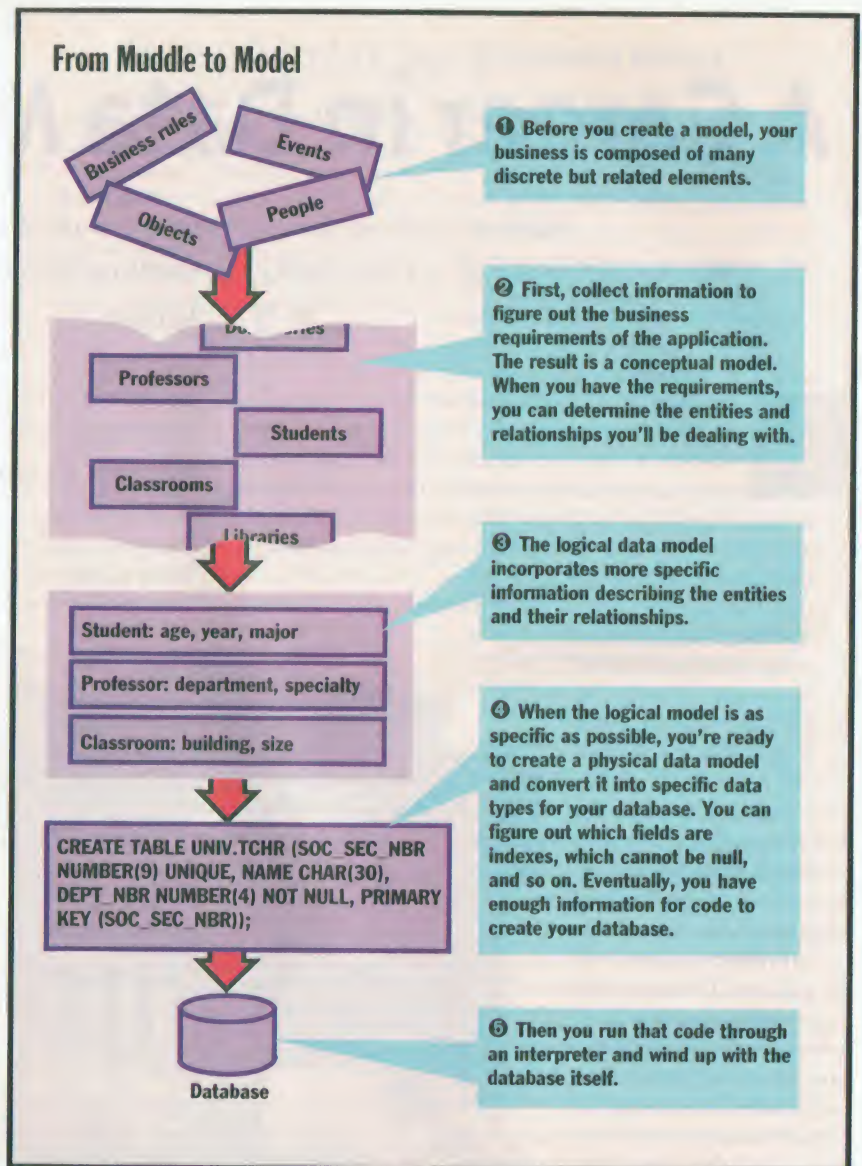 From Muddle to Model
Business rules
Events
Objects
People
❶ Before you create a model, your
business is composed of many
discrete but related elements.
❷ First, collect information to
figure out the business
requirements of the application.
The result is a conceptual model.
When you have the requirements,
you can determine the entities and
relationships you'll be dealing with.
Professors
Students
Classrooms
Libraries
❸ The logical data model
incorporates more specific
information describing the entities
and their relationships.
Student: age, year, major
Professor: department, specialty
Classroom: building, size
❹ When the logical model is as
specific as possible, you're ready
to create a physical data model
and convert it into specific data
types for your database. You can
figure out which fields are
indexes, which cannot be null,
and so on. Eventually, you have
enough information for code to
create your database.
CREATE TABLE UNIV.TCHR (SOC_SEC_NBR
NUMBER(9) UNIQUE, NAME CHAR(30),
DEPT_NBR NUMBER(4) NOT NULL, PRIMARY
KEY (SOC_SEC_NBR));
❺ Then you run that code through
an interpreter and wind up with the
database itself.
Database